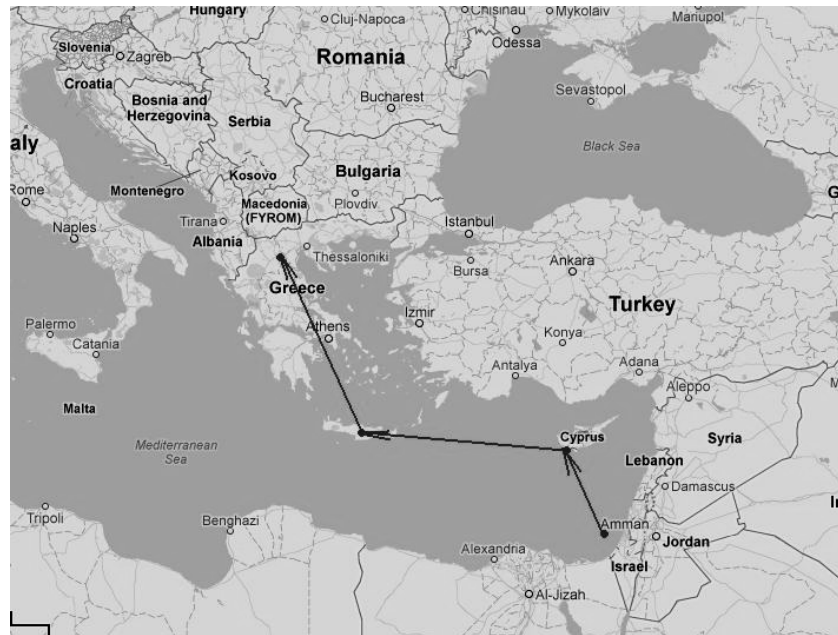 Hungary
Cluj-Napoca
Chisinau
Mykolaiv
Mariupol
Slovenia
Zagreb
Romania
Odessa
Croatia
Bosnia and
Herzegovina
Serbia
Bucharest
Sevastopol
aly
Black Sea
Kosovo
Bulgaria
Montenegro
Rome
Macedonia
(FYROM)
Plovdiv
G
Tirana
Albania
Istanbul
Naples
Thessaloniki
Bursa
Ankara
Greece
Turkey
Palermo
Athens
Izmir
Konya
Catania
Antalya
Adana
Aleppo
M
Malta
Cyprus
Syria
Mediterranean
Sea
Lebanon
Damascus
Tripoli
Benghazi
Amman
Alexandria
Israel
Jordan
Al-Jizah